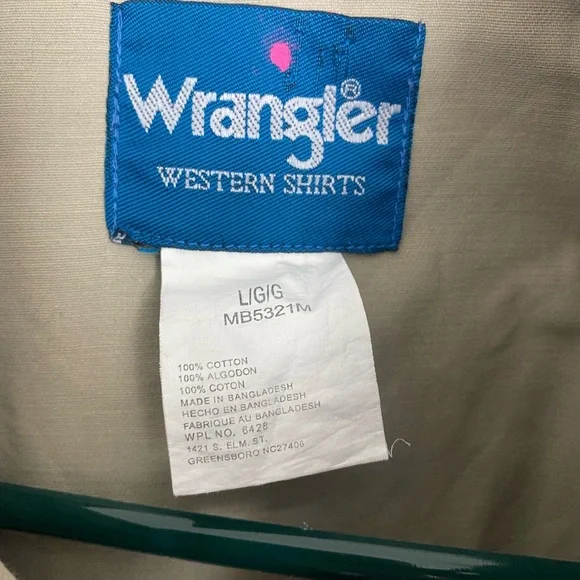 Wrangler®
WESTERN SHIRTS
L/G/G
MB5321M
100% COTTON
100% ALGODON
100% COTON
MADE IN BANGLADESH
HECHO EN BANGLADESH
FABRIQUE AU BANGLADESH
WPL NO. 6428
1421 S. ELM. ST.
GREENSBORO NC27406